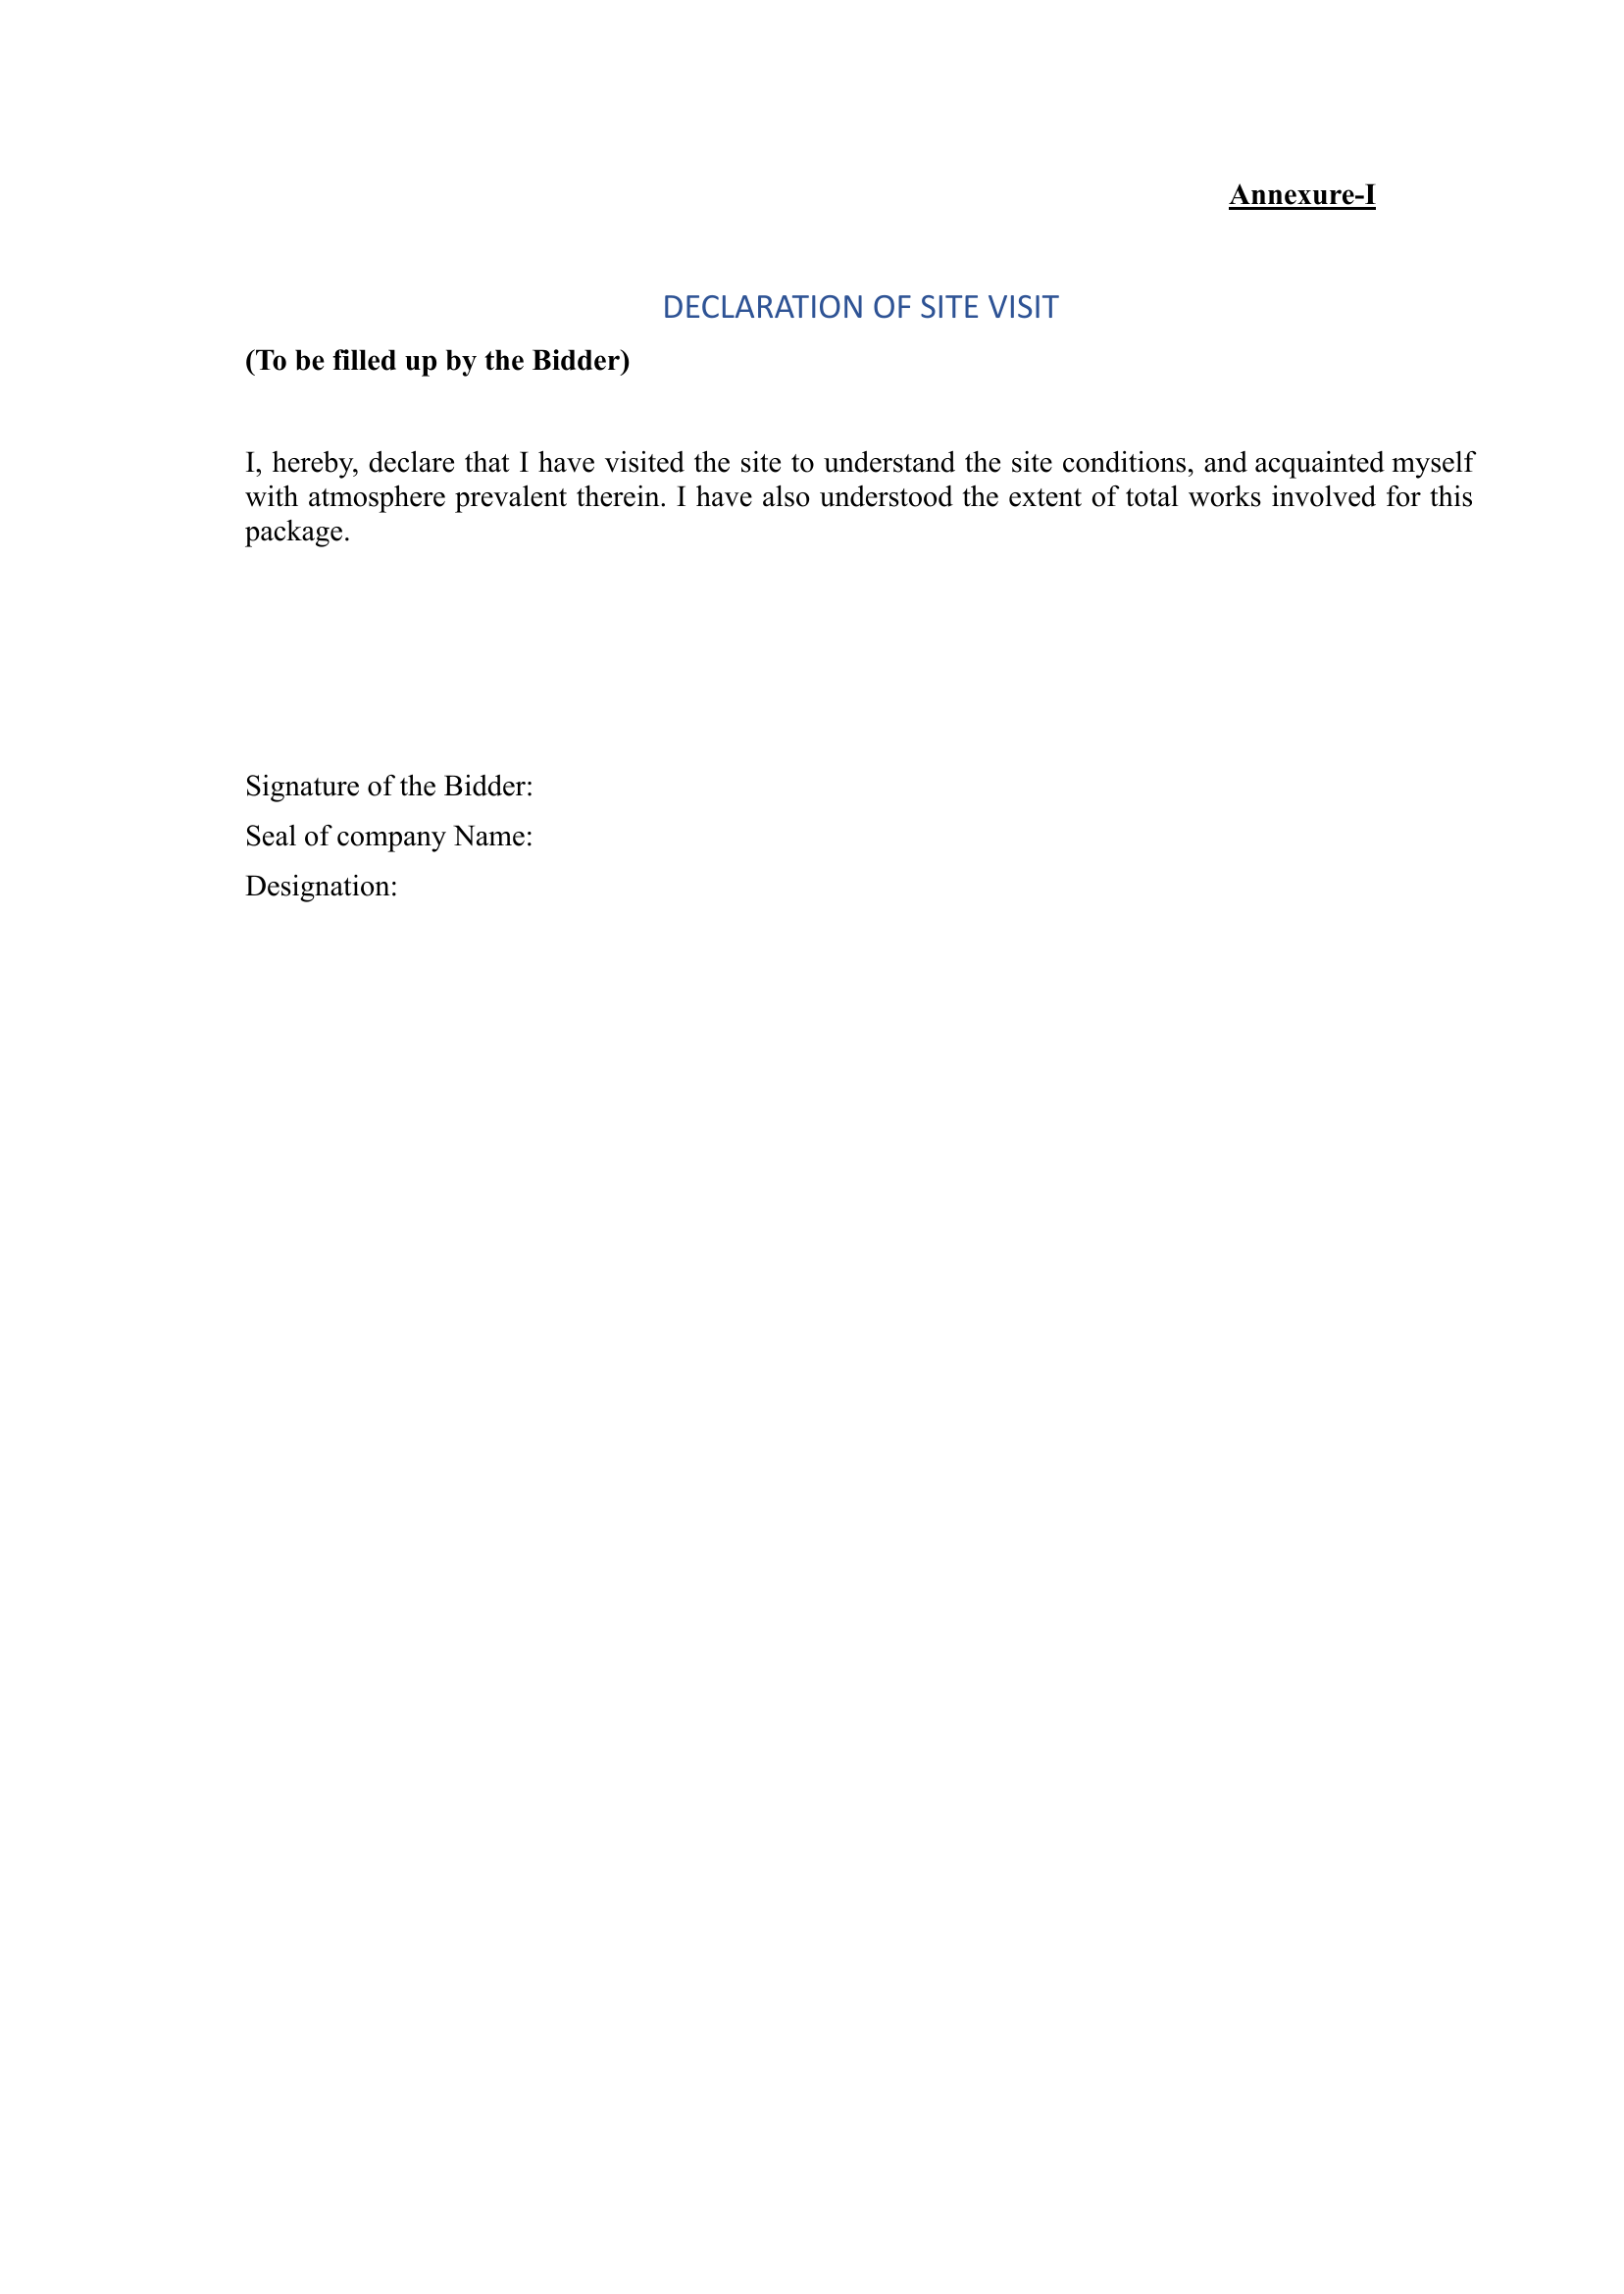 Annexure-I
DECLARATION OF SITE VISIT
(To be filled up by the Bidder)
I, hereby, declare that I have visited the site to understand the site conditions, and acquainted myself
with atmosphere prevalent therein. I have also understood the extent of total works involved for this
package.
Signature of the Bidder:
Seal of company Name:
Designation: